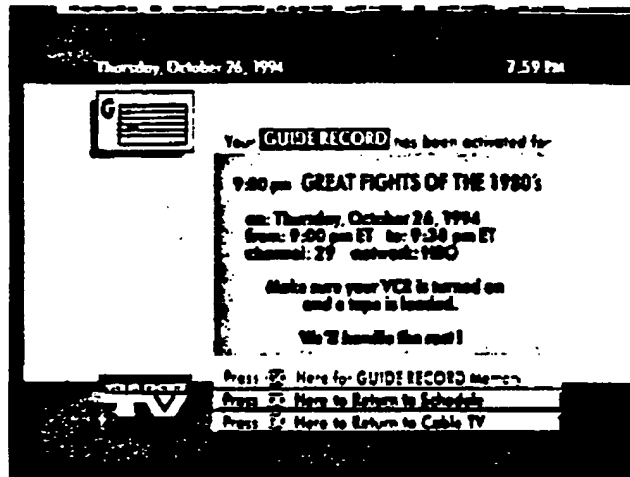 Thursday, October 26, 1994 7:59 PM
G
Your GUIDE RECORD has been activated for
9:00 pm GREAT FIGHTS OF THE 1980's
on: Thursday, October 26, 1994
from: 9:00 pm ET to: 9:30 pm ET
channel: 29 network: HBO
Make sure your VCR is turned on
and a tape is loaded.
We'll handle the rest!
Press Here for GUIDE RECORD
Press Here to Return to Schedule
Press Here to Return to Cable TV
TV